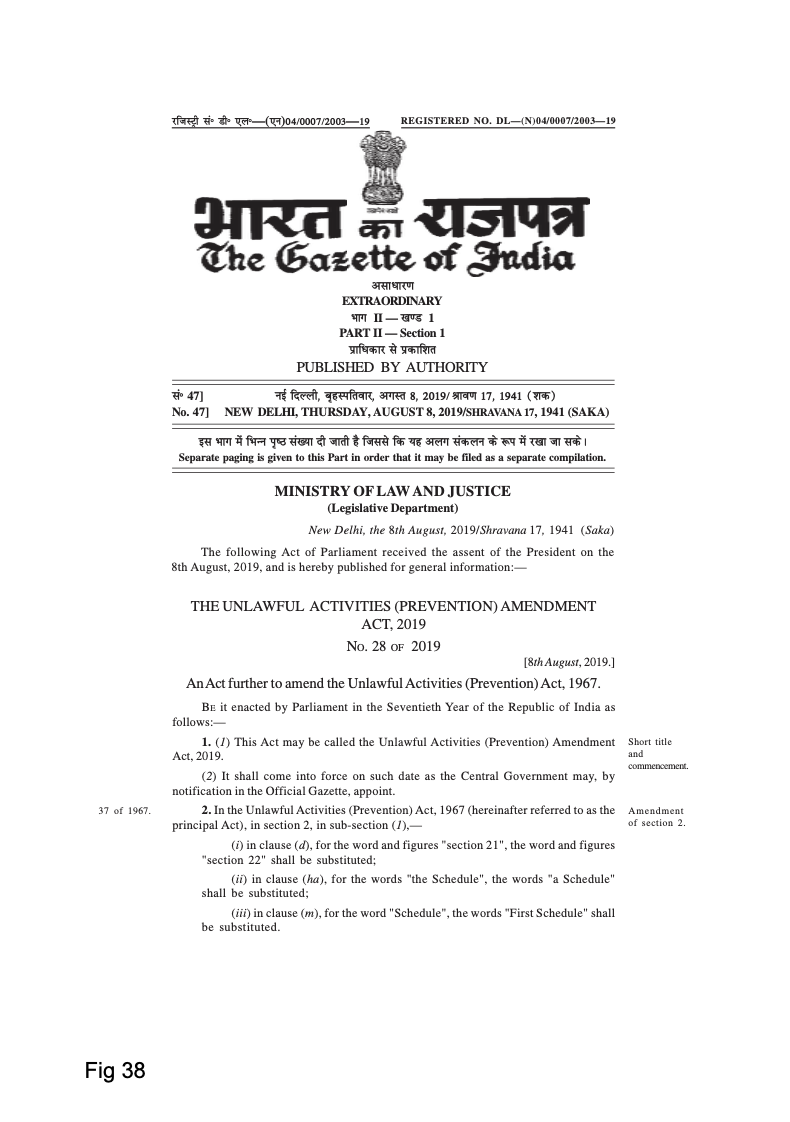 रजिस्ट्री सं॰ डी॰ एल॰—(एन)04/0007/2003—19 REGISTERED NO. DL—(N)04/0007/2003—19
भारत का राजपत्र
The Gazette of India
असाधारण
EXTRAORDINARY
भाग II — खण्ड 1
PART II — Section 1
प्राधिकार से प्रकाशित
PUBLISHED BY AUTHORITY
सं॰ 47] नई दिल्ली, बृहस्पतिवार, अगस्त 8, 2019/ श्रावण 17, 1941 (शक)
No. 47] NEW DELHI, THURSDAY, AUGUST 8, 2019/SHRAVANA 17, 1941 (SAKA)
इस भाग में भिन्न पृष्ठ संख्या दी जाती है जिससे कि यह अलग संकलन के रूप में रखा जा सके।
Separate paging is given to this Part in order that it may be filed as a separate compilation.
MINISTRY OF LAW AND JUSTICE
(Legislative Department)
New Delhi, the 8th August, 2019/Shravana 17, 1941 (Saka)
The following Act of Parliament received the assent of the President on the
8th August, 2019, and is hereby published for general information:—
THE UNLAWFUL ACTIVITIES (PREVENTION) AMENDMENT
ACT, 2019
NO. 28 OF 2019
[8th August, 2019.]
An Act further to amend the Unlawful Activities (Prevention) Act, 1967.
BE it enacted by Parliament in the Seventieth Year of the Republic of India as
follows:—
1. (1) This Act may be called the Unlawful Activities (Prevention) Amendment
Act, 2019.
Short title
and
commencement.
(2) It shall come into force on such date as the Central Government may, by
notification in the Official Gazette, appoint.
37 of 1967.
2. In the Unlawful Activities (Prevention) Act, 1967 (hereinafter referred to as the
principal Act), in section 2, in sub-section (1),—
Amendment
of section 2.
(i) in clause (d), for the word and figures "section 21", the word and figures
"section 22" shall be substituted;
(ii) in clause (ha), for the words "the Schedule", the words "a Schedule"
shall be substituted;
(iii) in clause (m), for the word "Schedule", the words "First Schedule" shall
be substituted.
Fig 38